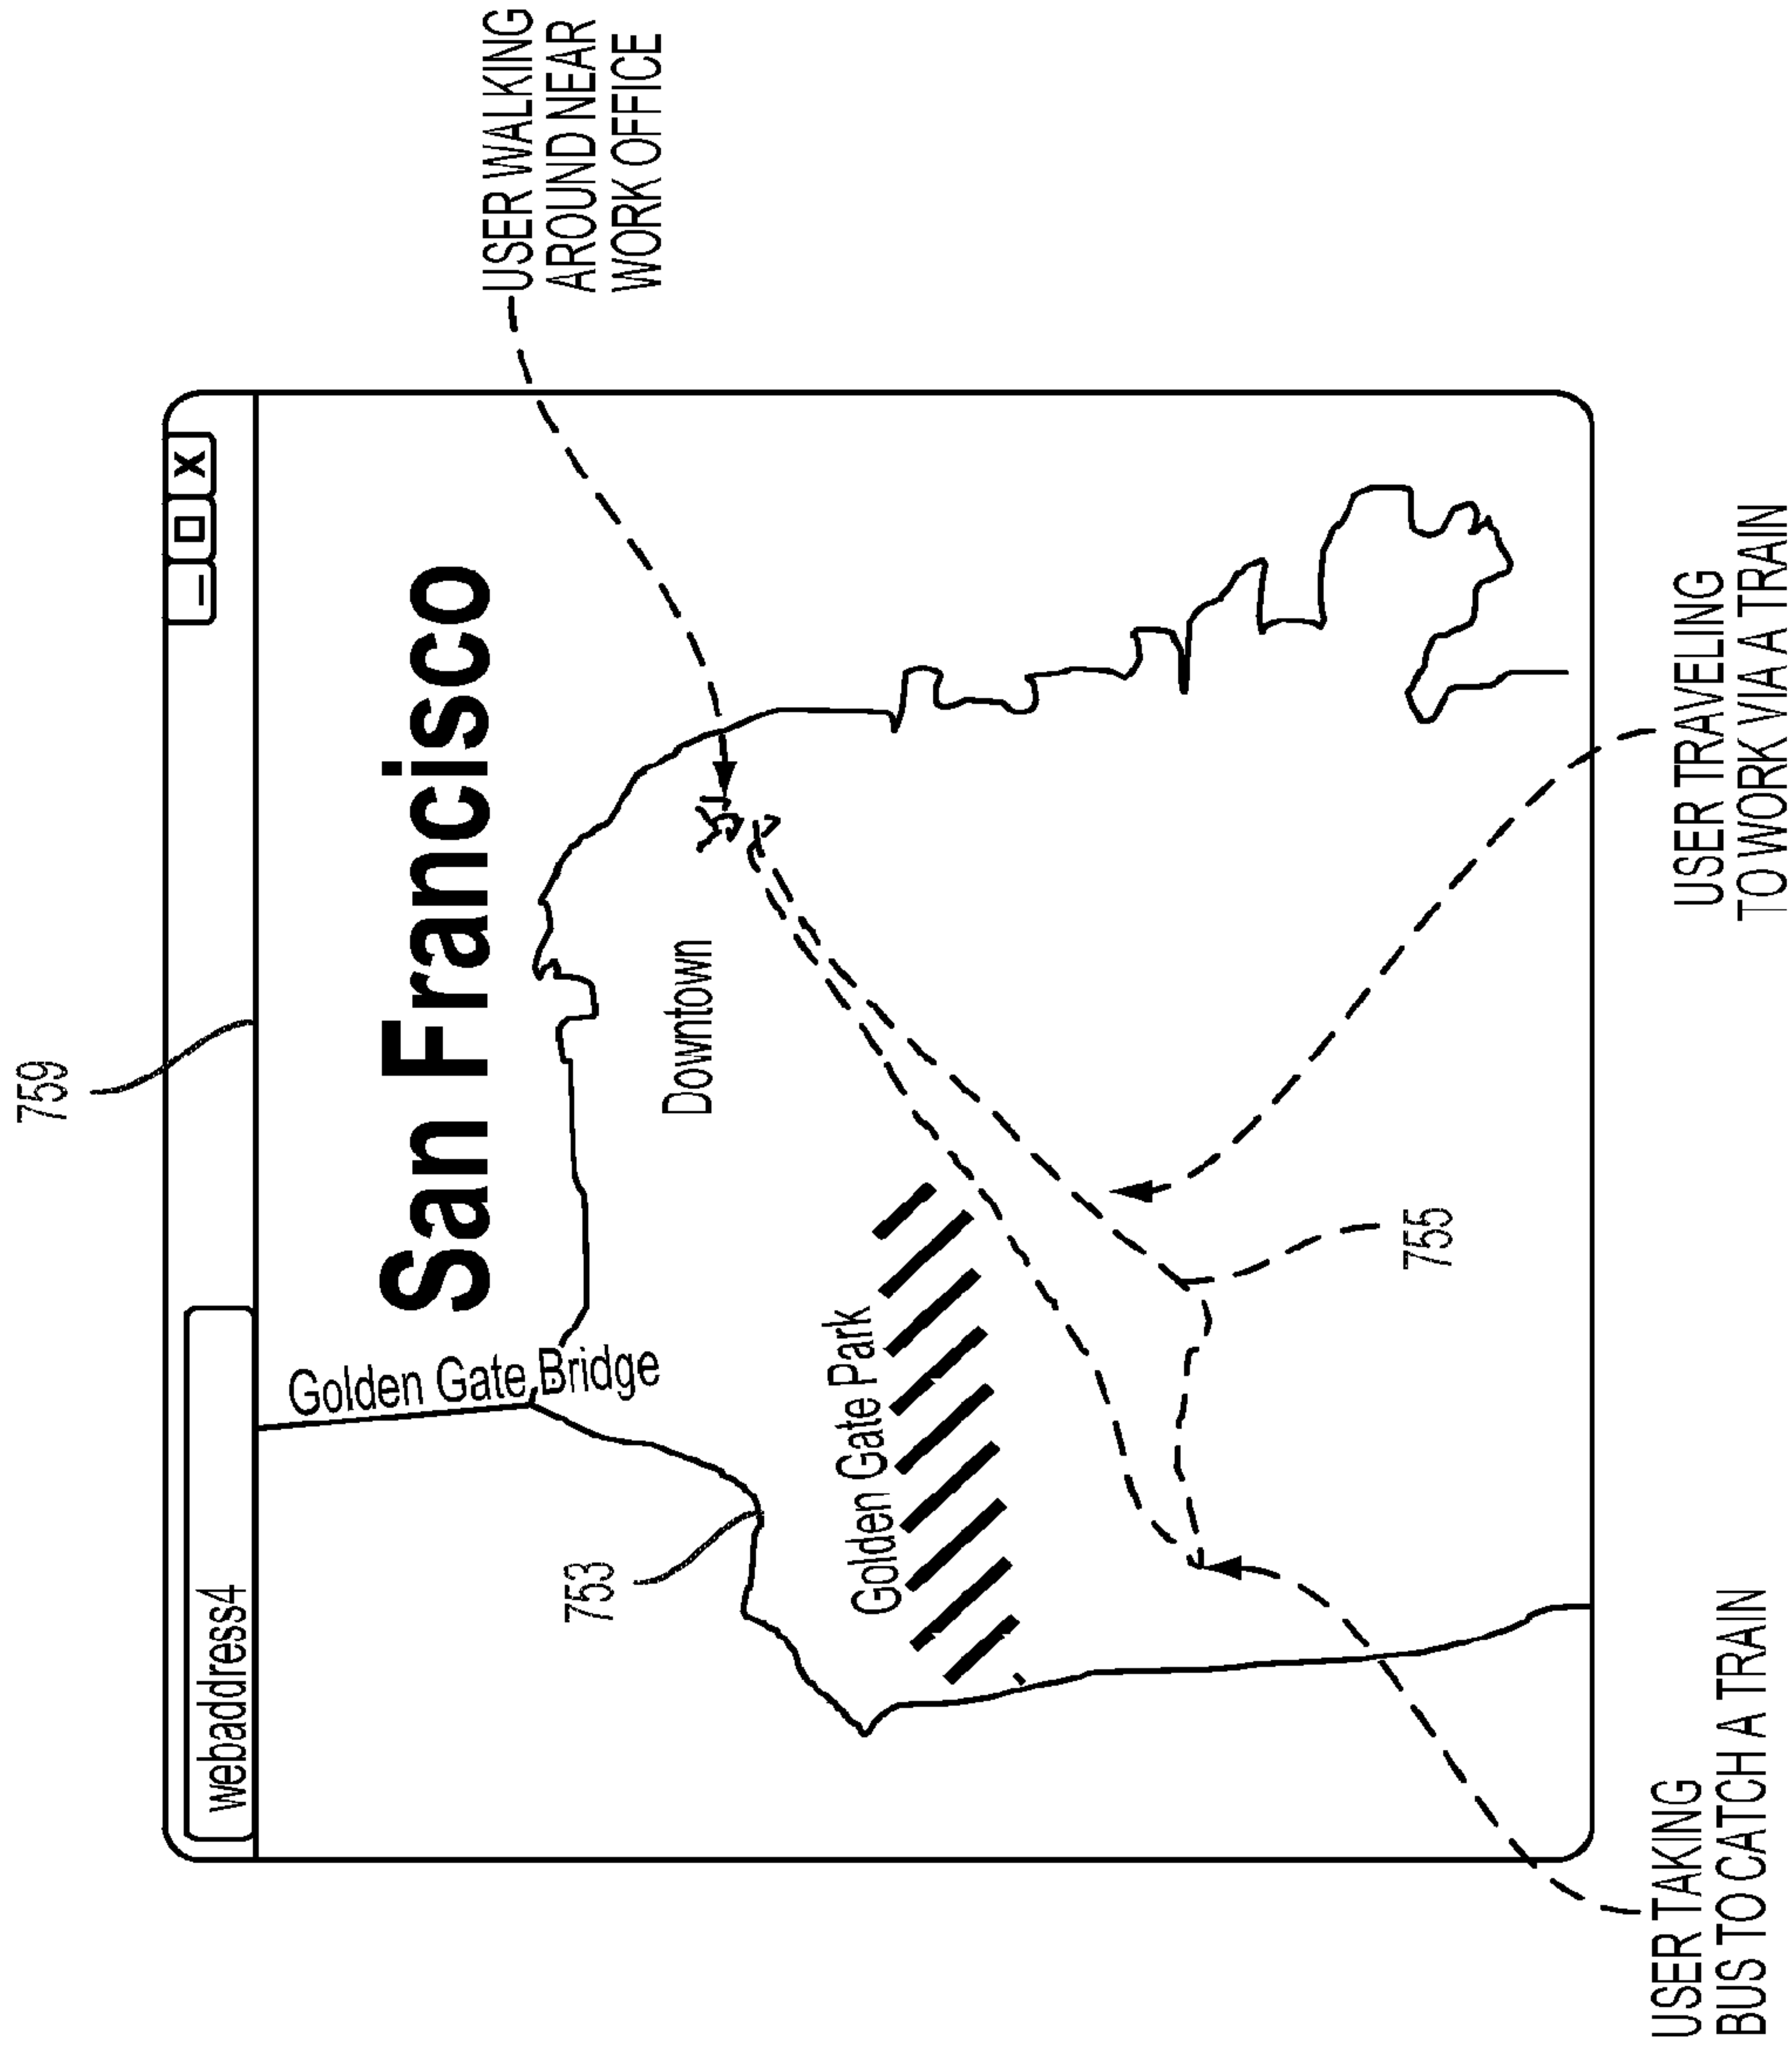 759
webaddress4
San Francisco
Golden Gate Bridge
USER WALKING
AROUND NEAR
WORK OFFICE
753
Downtown
Golden Gate Park
755
USER TAKING
BUS TO CATCH A TRAIN
USER TRAVELING
TO WORK VIA A TRAIN